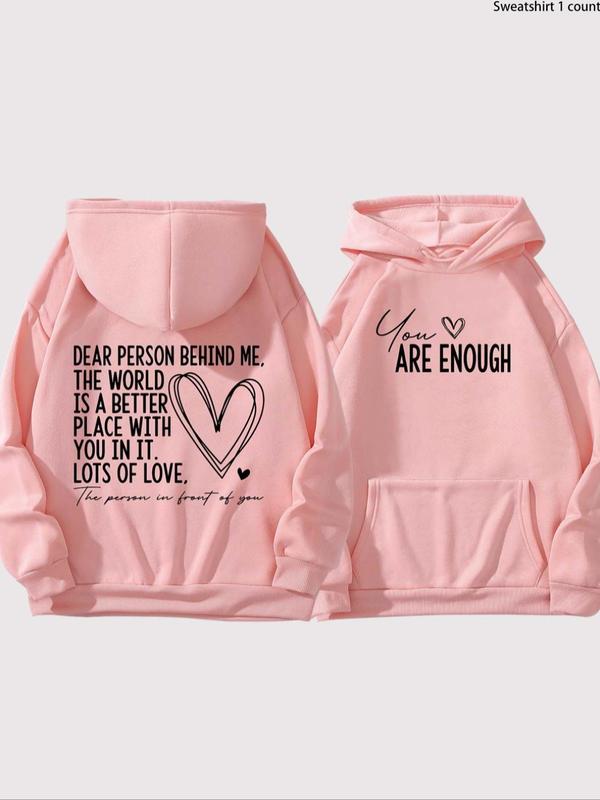 Sweatshirt 1 count
DEAR PERSON BEHIND ME,
THE WORLD
IS A BETTER
PLACE WITH
YOU IN IT.
LOTS OF LOVE,
The person in front of you
You
ARE ENOUGH